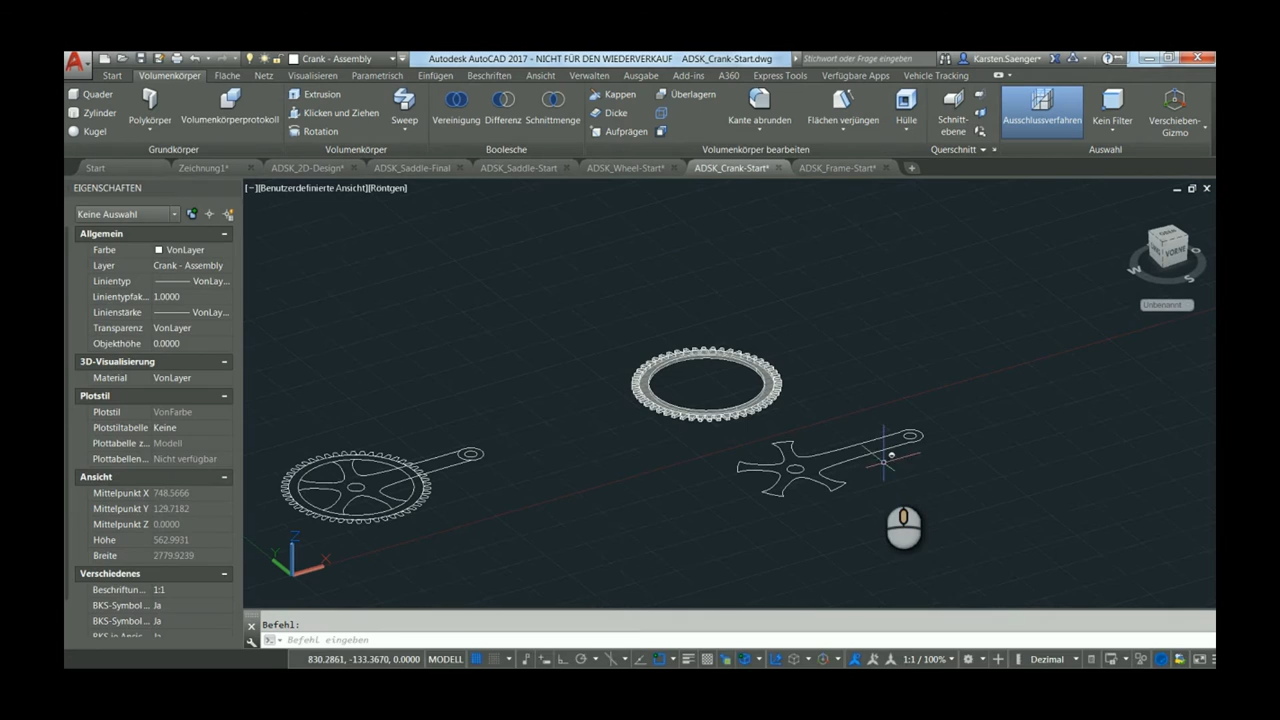 Crank - Assembly
Autodesk AutoCAD 2017 - NICHT FÜR DEN WIEDERVERKAUF ADSK_Crank-Start.dwg
Stichwort oder Frage eingeben
Karsten.Saenger...
Start Volumenkörper Fläche Netz Visualisieren Parametrisch Einfügen Beschriften Ansicht Verwalten Ausgabe Add-ins A360 Express Tools Verfügbare Apps Vehicle Tracking
Quader
Zylinder
Kugel
Polykörper
Volumenkörperprotokoll
Extrusion
Klicken und Ziehen
Rotation
Sweep
Vereinigung
Differenz
Schnittmenge
Kappen
Dicke
Aufprägen
Überlagern
Kante abrunden
Flächen verjüngen
Hülle
Schnitt-
ebene
Ausschlussverfahren
Kein Filter
Verschieben-
Gizmo
Grundkörper Volumenkörper Boolesche Volumenkörper bearbeiten Querschnitt Auswahl
Start Zeichnung1* ADSK_2D-Design* ADSK_Saddle-Final ADSK_Saddle-Start ADSK_Wheel-Start* ADSK_Crank-Start* ADSK_Frame-Start*
EIGENSCHAFTEN
[−][Benutzerdefinierte Ansicht][Röntgen]
Keine Auswahl
Allgemein
Farbe VonLayer
Layer Crank - Assembly
Linientyp VonLay...
Linientypfak... 1.0000
Linienstärke VonLay...
Transparenz VonLayer
Objekthöhe 0.0000
3D-Visualisierung
Material VonLayer
Plotstil
Plotstil VonFarbe
Plotstiltabelle Keine
Plottabelle z... Modell
Plottabellen... Nicht verfügbar
Ansicht
Mittelpunkt X 748.5666
Mittelpunkt Y 129.7182
Mittelpunkt Z 0.0000
Höhe 562.9931
Breite 2779.9239
Verschiedenes
Beschriftun... 1:1
BKS-Symbol ... Ja
BKS-Symbol ... Ja
VORNE
W
S
O
Unbenannt
Z
Y
X
Befehl:
Befehl eingeben
830.2861, -133.3670, 0.0000 MODELL 1:1 / 100% Dezimal